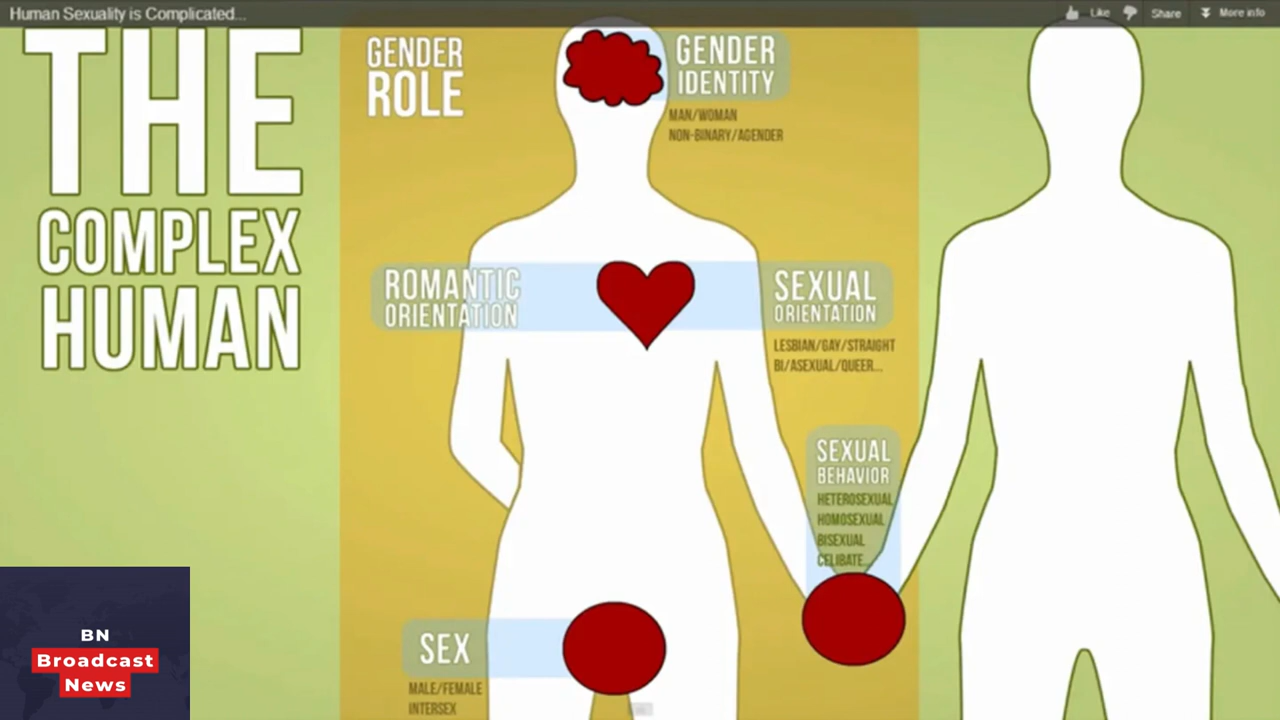 Human Sexuality is Complicated...
Like
Share
More info
THE
COMPLEX
HUMAN
GENDER
ROLE
GENDER
IDENTITY
MAN/WOMAN
NON-BINARY/AGENDER
ROMANTIC
ORIENTATION
SEXUAL
ORIENTATION
LESBIAN/GAY/STRAIGHT
BI/ASEXUAL/QUEER...
SEXUAL
BEHAVIOR
HETEROSEXUAL
HOMOSEXUAL
BISEXUAL
CELIBATE...
SEX
MALE/FEMALE
INTERSEX
BN
Broadcast
News